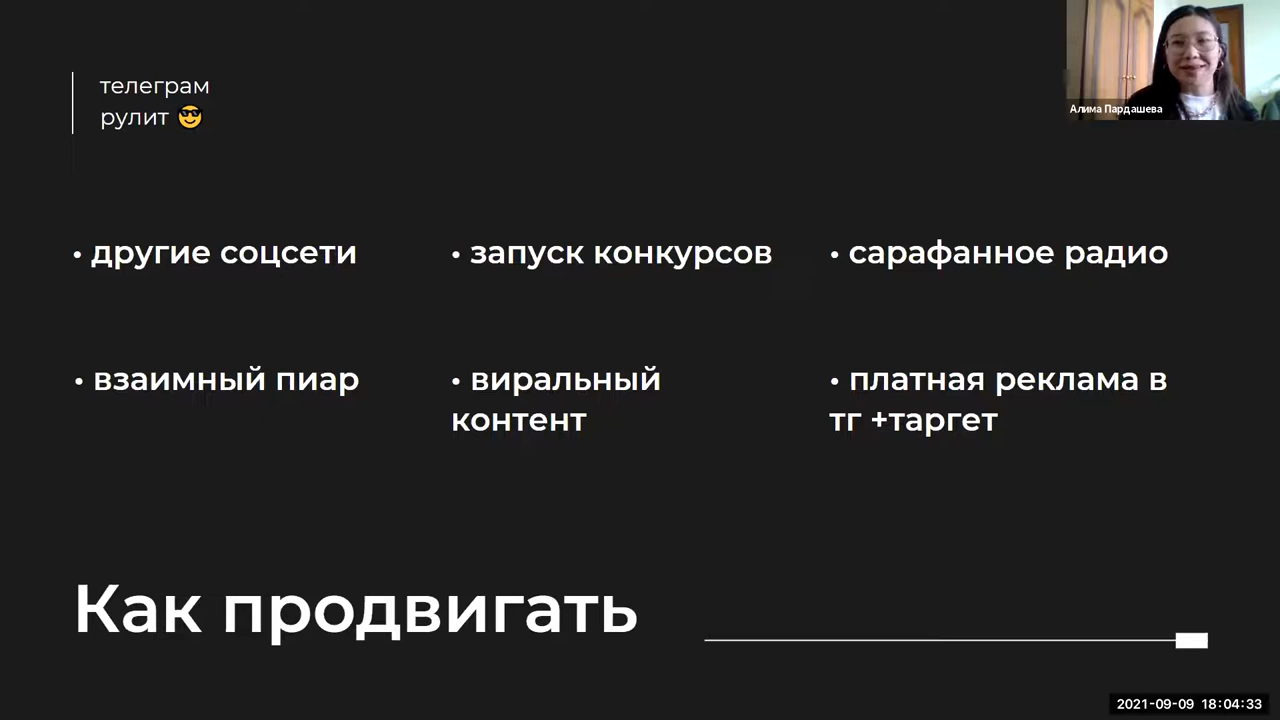 телеграм
рулит 😎
Алима Пардашева
• другие соцсети
• запуск конкурсов
• сарафанное радио
• взаимный пиар
• виральный
контент
• платная реклама в
тг +таргет
Как продвигать
2021-09-09 18:04:33